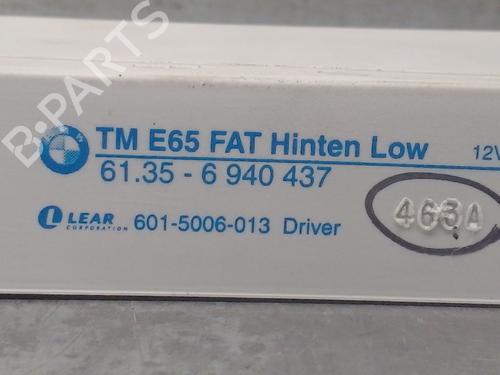 TM E65 FAT Hinten Low 12V
61.35 - 6 940 437
LEAR CORPORATION 601-5006-013 Driver
463A
B-PARTS